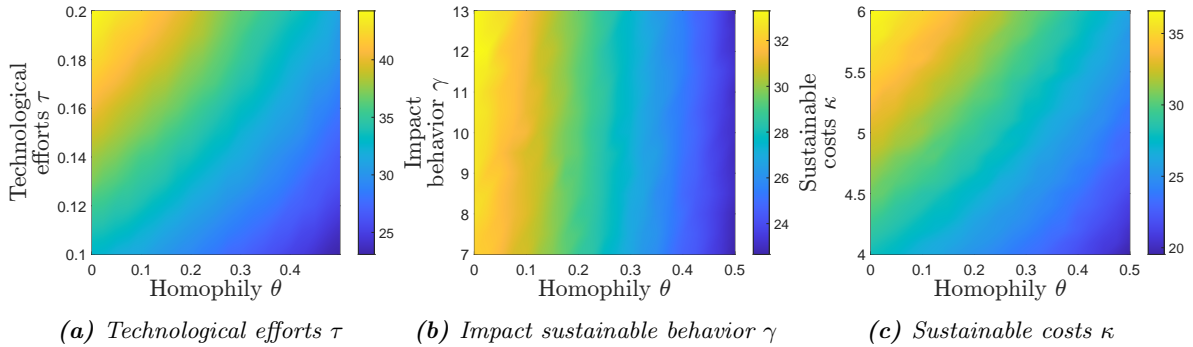 0.2
0.18
0.16
0.14
0.12
0.1
Technological
efforts τ
0 0.1 0.2 0.3 0.4
Homophily θ
40
35
30
25
13
12
11
10
9
8
7
Impact
behavior γ
0 0.1 0.2 0.3 0.4 0.5
Homophily θ
32
30
28
26
24
6
5.5
5
4.5
4
Sustainable
costs κ
0 0.1 0.2 0.3 0.4 0.5
Homophily θ
35
30
25
20
(a) Technological efforts τ
(b) Impact sustainable behavior γ
(c) Sustainable costs κ